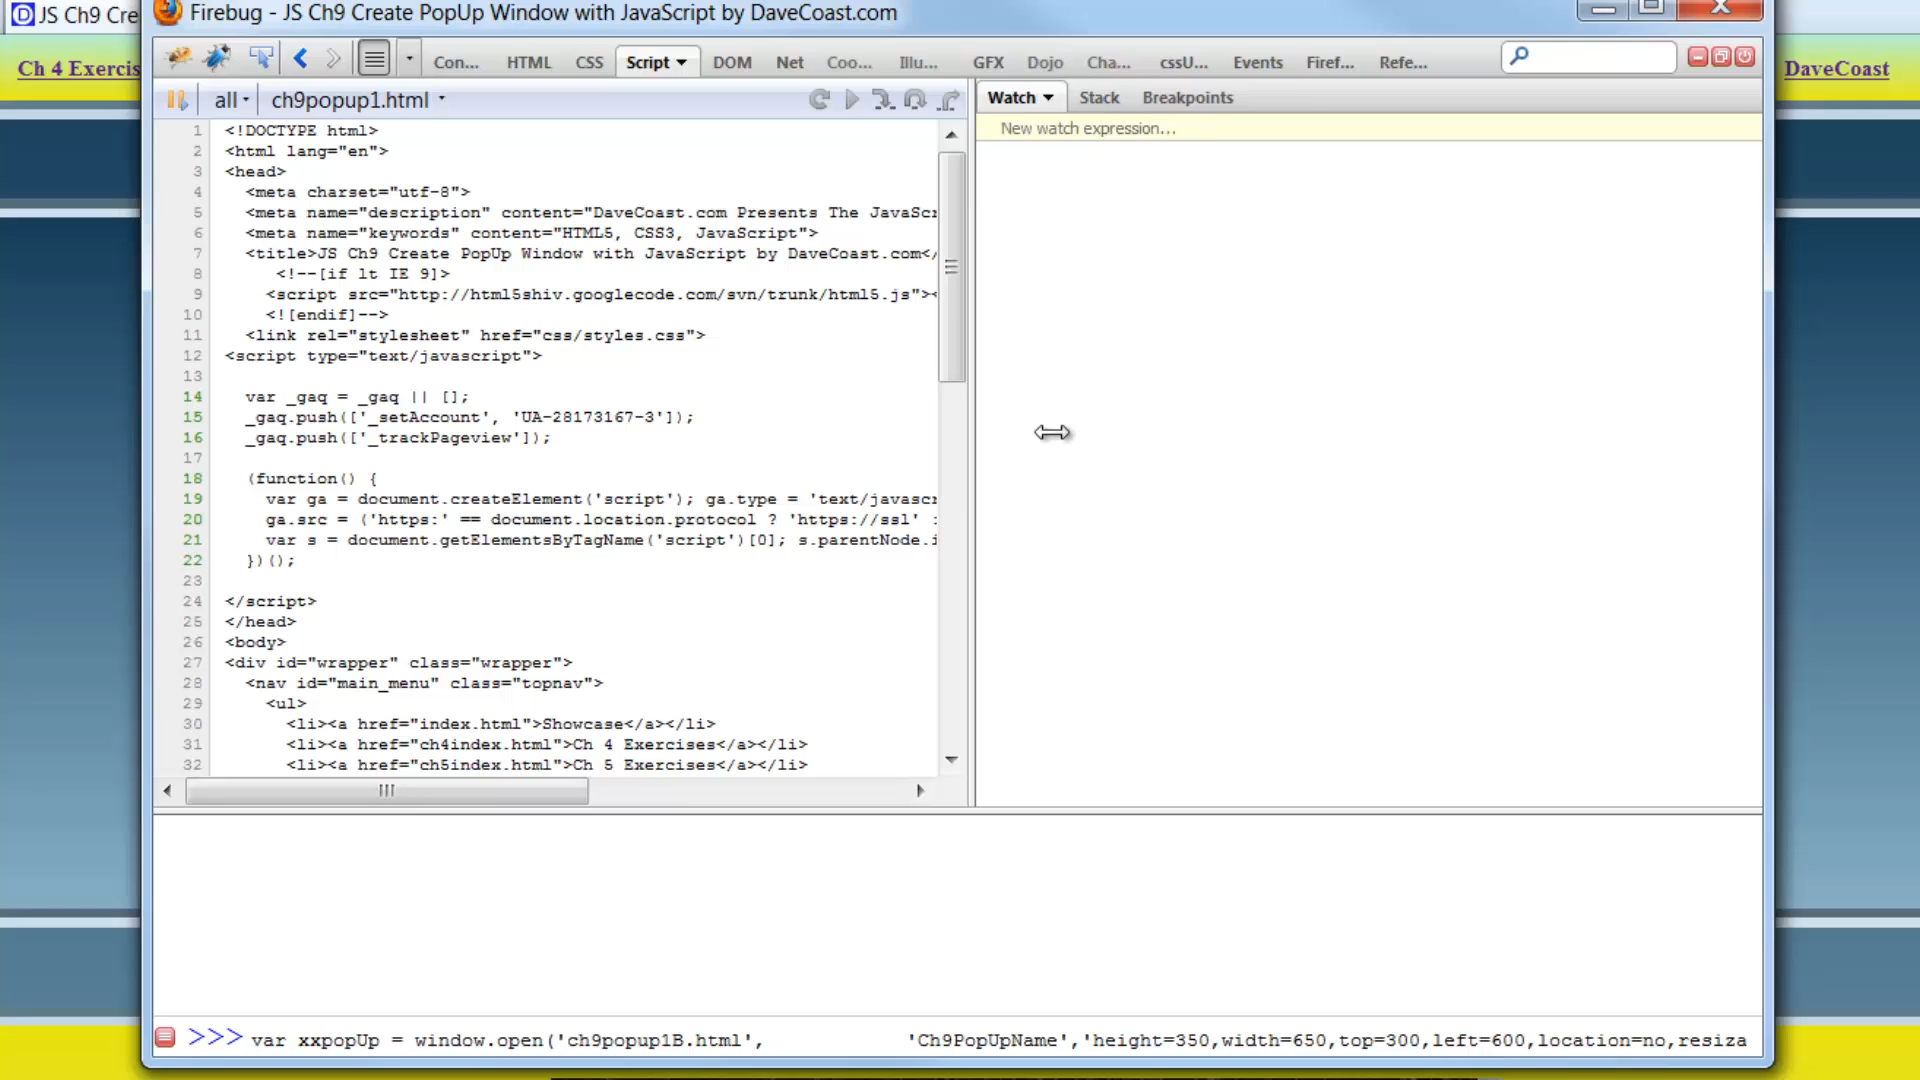 JS Ch9 Cre
Firebug - JS Ch9 Create PopUp Window with JavaScript by DaveCoast.com
Ch 4 Exercis
DaveCoast
Con... HTML CSS Script DOM Net Coo... Illu... GFX Dojo Cha... cssU... Events Firef... Refe...
all ch9popup1.html
Watch Stack Breakpoints
New watch expression...
1 <!DOCTYPE html>
2 <html lang="en">
3 <head>
4 <meta charset="utf-8">
5 <meta name="description" content="DaveCoast.com Presents The JavaScr
6 <meta name="keywords" content="HTML5, CSS3, JavaScript">
7 <title>JS Ch9 Create PopUp Window with JavaScript by DaveCoast.com</
8 <!--[if lt IE 9]>
9 <script src="http://html5shiv.googlecode.com/svn/trunk/html5.js"><
10 <![endif]-->
11 <link rel="stylesheet" href="css/styles.css">
12 <script type="text/javascript">
13
14 var _gaq = _gaq || [];
15 _gaq.push(['_setAccount', 'UA-28173167-3']);
16 _gaq.push(['_trackPageview']);
17
18 (function() {
19 var ga = document.createElement('script'); ga.type = 'text/javascr
20 ga.src = ('https:' == document.location.protocol ? 'https://ssl' :
21 var s = document.getElementsByTagName('script')[0]; s.parentNode.i
22 })();
23
24 </script>
25 </head>
26 <body>
27 <div id="wrapper" class="wrapper">
28 <nav id="main_menu" class="topnav">
29 <ul>
30 <li><a href="index.html">Showcase</a></li>
31 <li><a href="ch4index.html">Ch 4 Exercises</a></li>
32 <li><a href="ch5index.html">Ch 5 Exercises</a></li>
>>> var xxpopUp = window.open('ch9popup1B.html', 'Ch9PopUpName','height=350,width=650,top=300,left=600,location=no,resiza